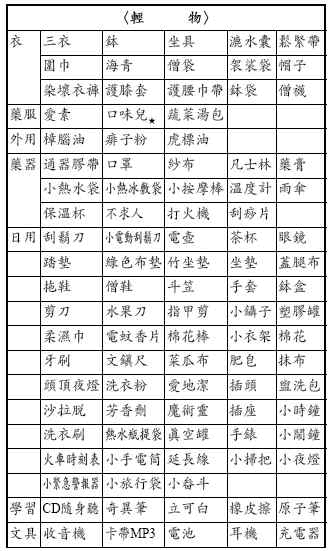 〈輕 物〉
衣 三衣 鉢 坐具 漉水囊 鬆緊帶
圍巾 海青 僧袋 袈裟袋 帽子
染壞衣褲 護膝套 護腰巾帶 鉢袋 僧襪
藥服 愛素 口味兒★ 蔬菜湯包
外用 樟腦油 痱子粉 虎標油
藥器 通器膠帶 口罩 紗布 凡士林 藥膏
小熱水袋 小熱冰敷袋 小按摩棒 溫度計 雨傘
保溫杯 不求人 打火機 刮痧片
日用 刮鬍刀 小電動刮鬍刀 電壺 茶杯 眼鏡
踏墊 綠色布墊 竹坐墊 坐墊 蓋腿布
拖鞋 僧鞋 斗笠 手套 鉢盒
剪刀 水果刀 指甲剪 小鑷子 塑膠罐
柔濕巾 電蚊香片 棉花棒 小衣架 棉花
牙刷 文鎮尺 菜瓜布 肥皂 抹布
頭頂夜燈 洗衣粉 愛地潔 插頭 盥洗包
沙拉脫 芳香劑 魔術靈 插座 小時鐘
洗衣刷 熱水瓶提袋 真空罐 手錶 小鬧鐘
火車時刻表 小手電筒 延長線 小掃把 小夜燈
小緊急警報器 小旅行袋 小畚斗
學習 CD隨身聽 奇異筆 立可白 橡皮擦 原子筆
文具 收音機 卡帶MP3 電池 耳機 充電器